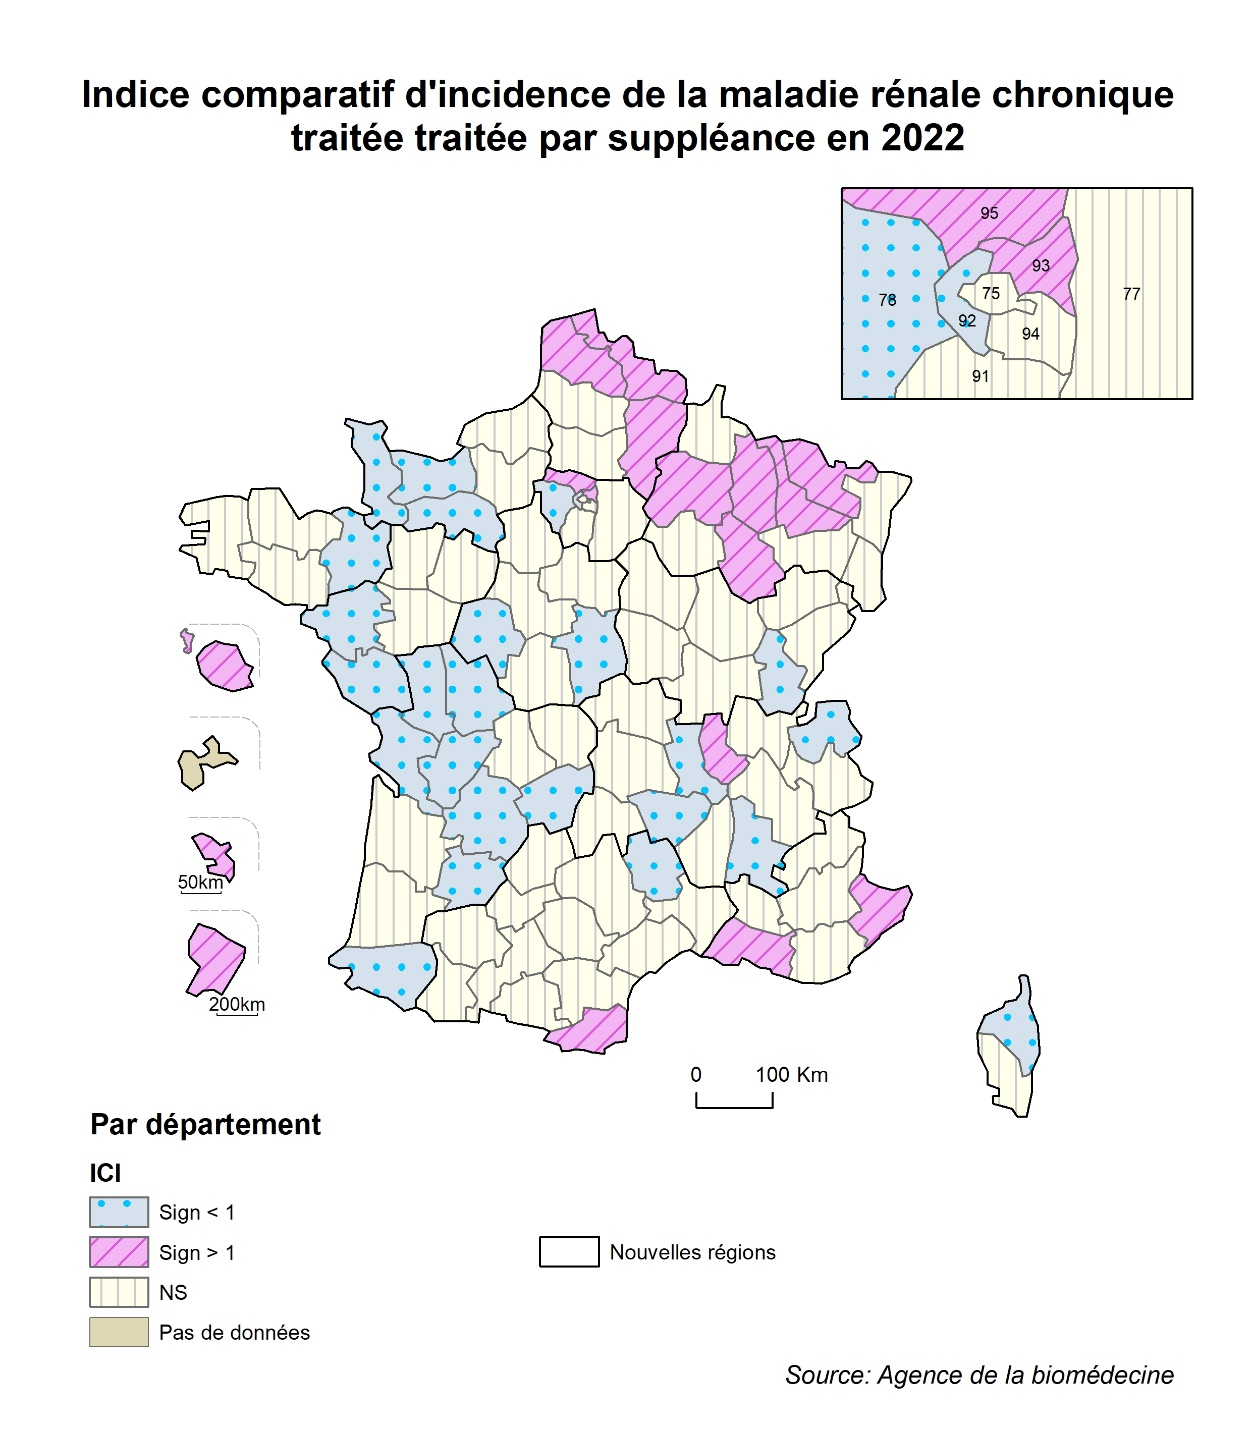 Indice comparatif d'incidence de la maladie rénale chronique
traitée traitée par suppléance en 2022
95
93
78
75
77
92
94
91
50km
200km
0 100 Km
Par département
ICI
Sign < 1
Sign > 1
Nouvelles régions
NS
Pas de données
Source: Agence de la biomédecine